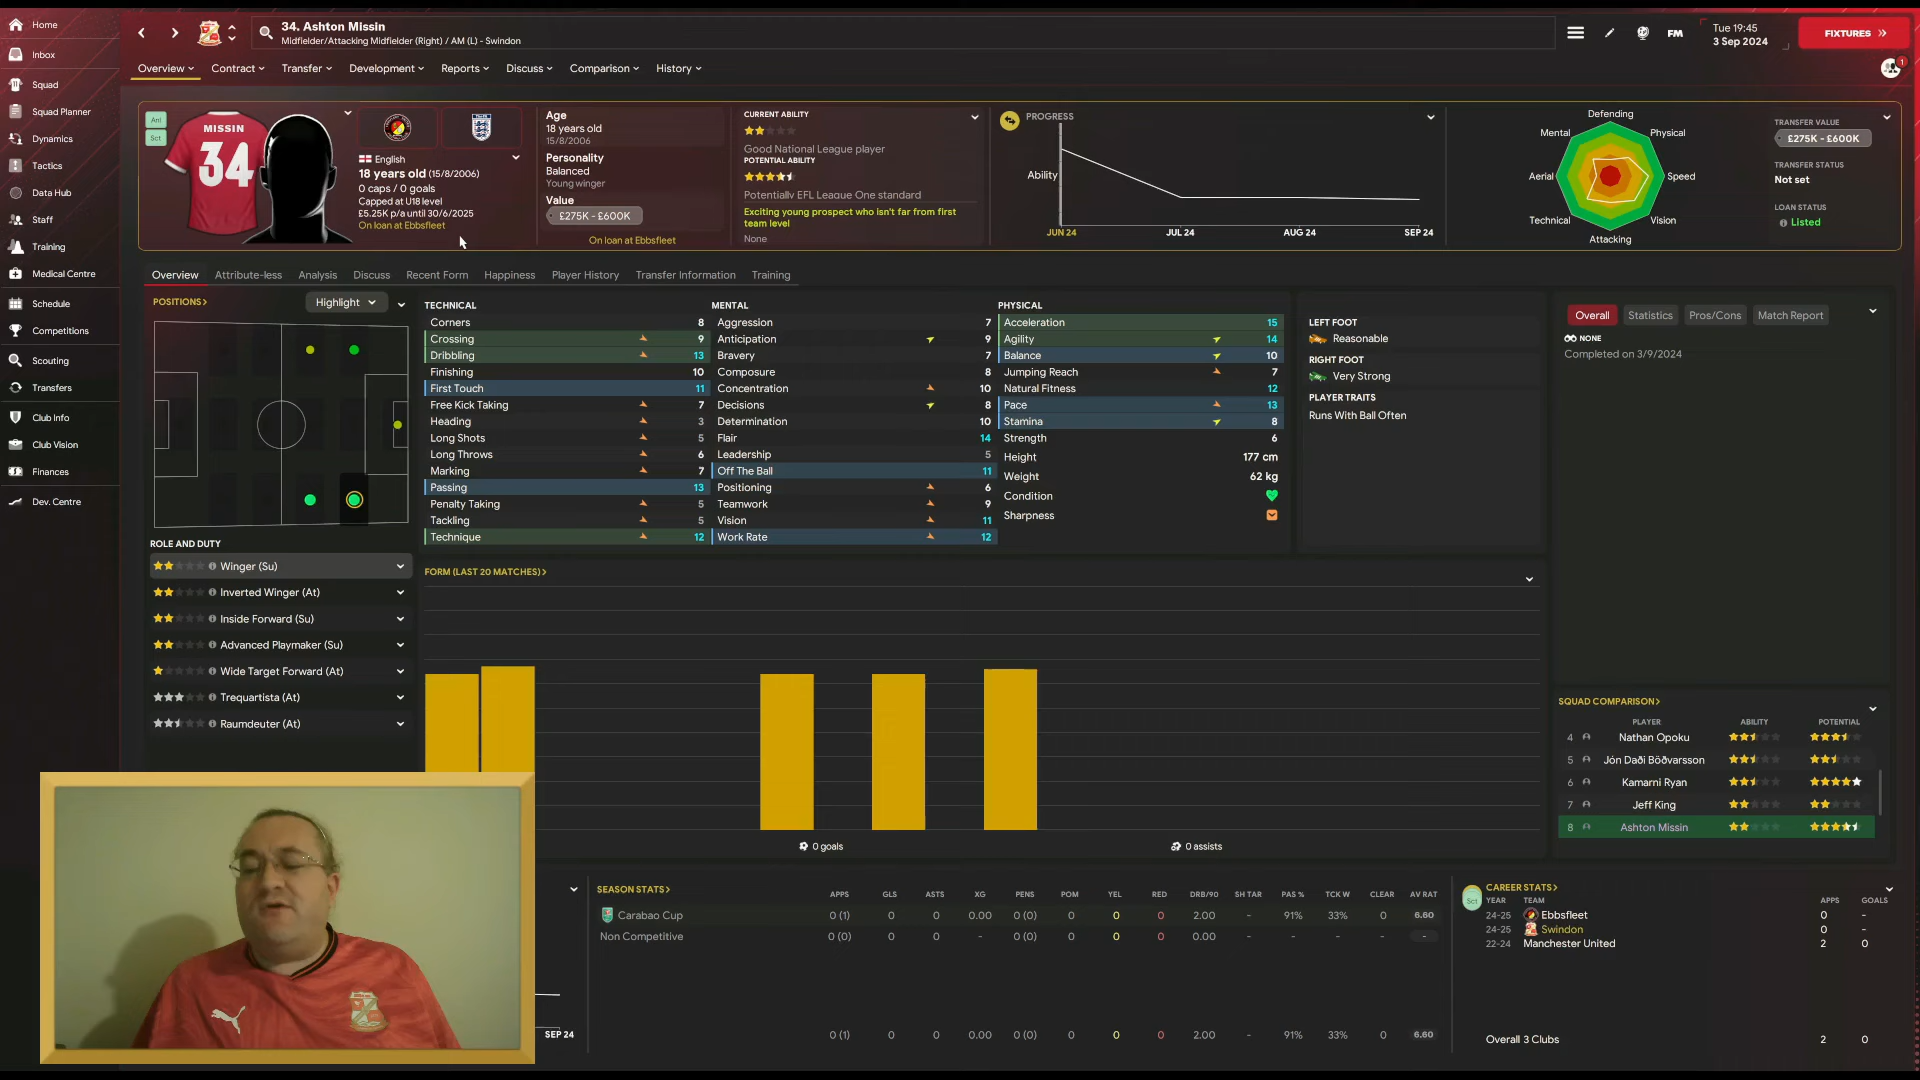 Home
Inbox
Squad
Squad Planner
Dynamics
Tactics
Data Hub
Staff
Training
Medical Centre
Schedule
Competitions
Scouting
Transfers
Club Info
Club Vision
Finances
Dev. Centre
34. Ashton Missin
Midfielder/Attacking Midfielder (Right) / AM (L) - Swindon
FM
Tue 19:45
3 Sep 2024
FIXTURES
1
Overview Contract Transfer Development Reports Discuss Comparison History
Anl
Sct
MISSIN
34
English
18 years old (15/8/2006)
0 caps / 0 goals
Capped at U18 level
£5.25K p/a until 30/6/2025
On loan at Ebbsfleet
Age
18 years old
15/8/2006
Personality
Balanced
Young winger
Value
£275K - £600K
On loan at Ebbsfleet
CURRENT ABILITY
Good National League player
POTENTIAL ABILITY
Potentially EFL League One standard
Exciting young prospect who isn't far from first
team level
None
PROGRESS
Ability
JUN 24 JUL 24 AUG 24 SEP 24
Defending
Mental Physical
Aerial Speed
Technical Vision
Attacking
TRANSFER VALUE
£275K - £600K
TRANSFER STATUS
Not set
LOAN STATUS
Listed
Overview Attribute-less Analysis Discuss Recent Form Happiness Player History Transfer Information Training
POSITIONS>
Highlight
ROLE AND DUTY
Winger (Su)
Inverted Winger (At)
Inside Forward (Su)
Advanced Playmaker (Su)
Wide Target Forward (At)
Trequartista (At)
Raumdeuter (At)
TECHNICAL
Corners 8
Crossing 9
Dribbling 13
Finishing 10
First Touch 11
Free Kick Taking 7
Heading 3
Long Shots 5
Long Throws 6
Marking 7
Passing 13
Penalty Taking 5
Tackling 5
Technique 12
MENTAL
Aggression 7
Anticipation 9
Bravery 7
Composure 8
Concentration 10
Decisions 8
Determination 10
Flair 14
Leadership 5
Off The Ball 11
Positioning 6
Teamwork 9
Vision 11
Work Rate 12
PHYSICAL
Acceleration 15
Agility 14
Balance 10
Jumping Reach 7
Natural Fitness 12
Pace 13
Stamina 8
Strength 6
Height 177 cm
Weight 62 kg
Condition
Sharpness
LEFT FOOT
Reasonable
RIGHT FOOT
Very Strong
PLAYER TRAITS
Runs With Ball Often
Overall Statistics Pros/Cons Match Report
NONE
Completed on 3/9/2024
FORM (LAST 20 MATCHES)>
0 goals 0 assists
SQUAD COMPARISON>
PLAYER ABILITY POTENTIAL
4 Nathan Opoku
5 Jón Daði Böðvarsson
6 Kamarni Ryan
7 Jeff King
8 Ashton Missin
SEP 24
SEASON STATS> APPS GLS ASTS XG PENS POM YEL RED DRB/90 SH TAR PAS % TCK W CLEAR AV RAT
Carabao Cup 0 (1) 0 0 0.00 0 (0) 0 0 0 2.00 - 91% 33% 0 6.60
Non Competitive 0 (0) 0 0 - 0 (0) 0 0 0 0.00 - - - - -
0 (1) 0 0 0.00 0 (0) 0 0 0 2.00 - 91% 33% 0 6.60
Sct
CAREER STATS>
YEAR TEAM APPS GOALS
24-25 Ebbsfleet 0 -
24-25 Swindon 0 -
22-24 Manchester United 2 0
Overall 3 Clubs 2 0